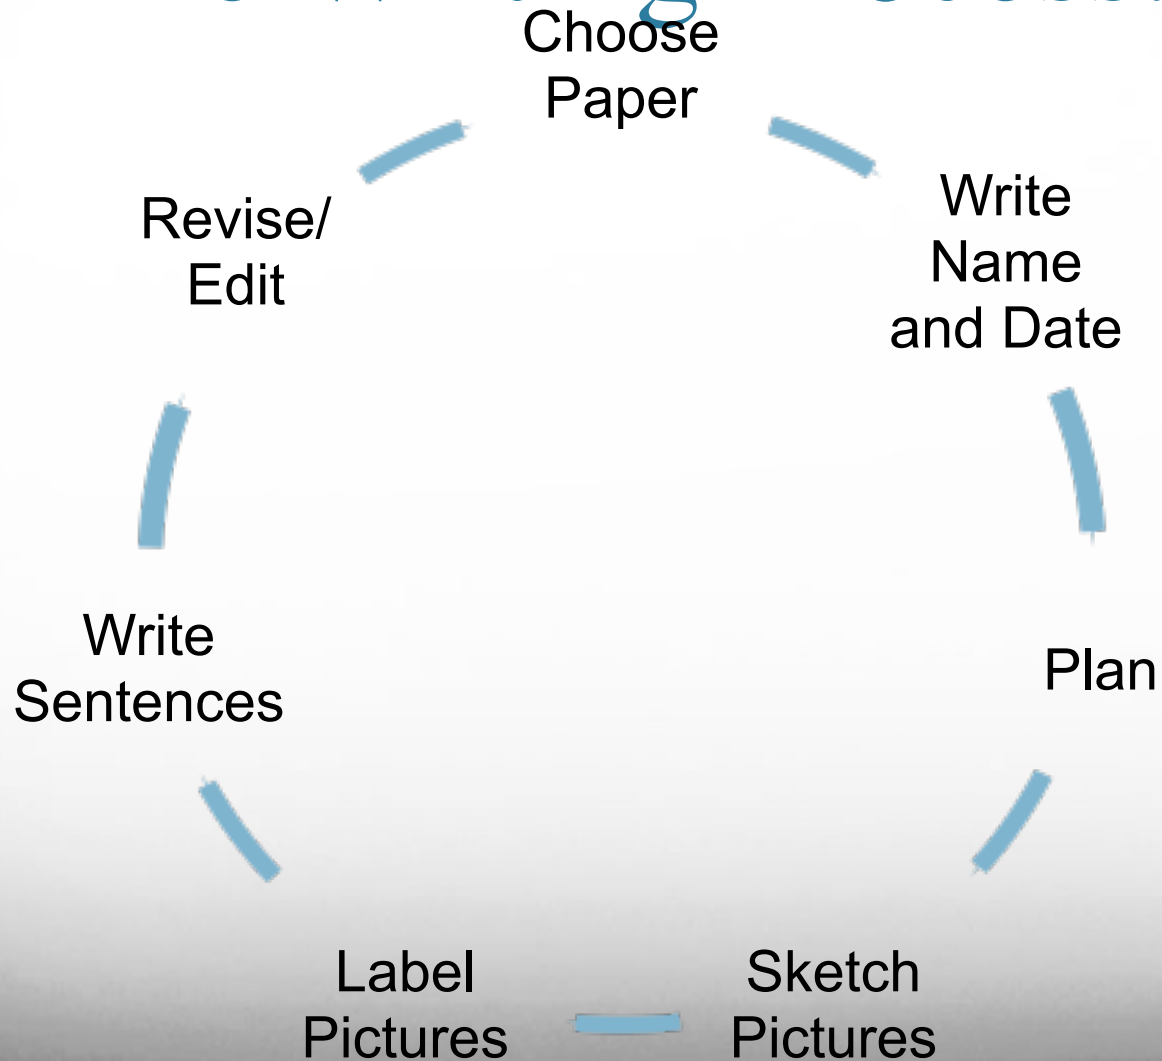 Choose
Paper
Write
Name
and Date
Plan
Sketch
Pictures
Label
Pictures
Write
Sentences
Revise/
Edit